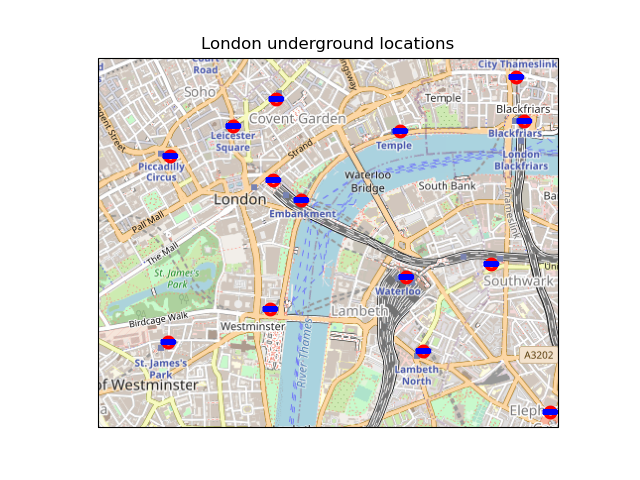 London underground locations
City Thameslink
Court
Road
Soho
Temple
Blackfriars
Covent Garden
Leicester
Square
Blackfriars
Temple
Strand
London
Blackfriars
Piccadilly
Circus
Waterloo
Bridge
South Bank
London
Ba
Pall Mall
Embankment
Thameslink
The Mall
St. James's
Park
Southwark
Waterloo
Lambeth
Birdcage Walk
Westminster
River Thames
A3202
St. James's
Park
Lambeth
North
of Westminster
Eleph